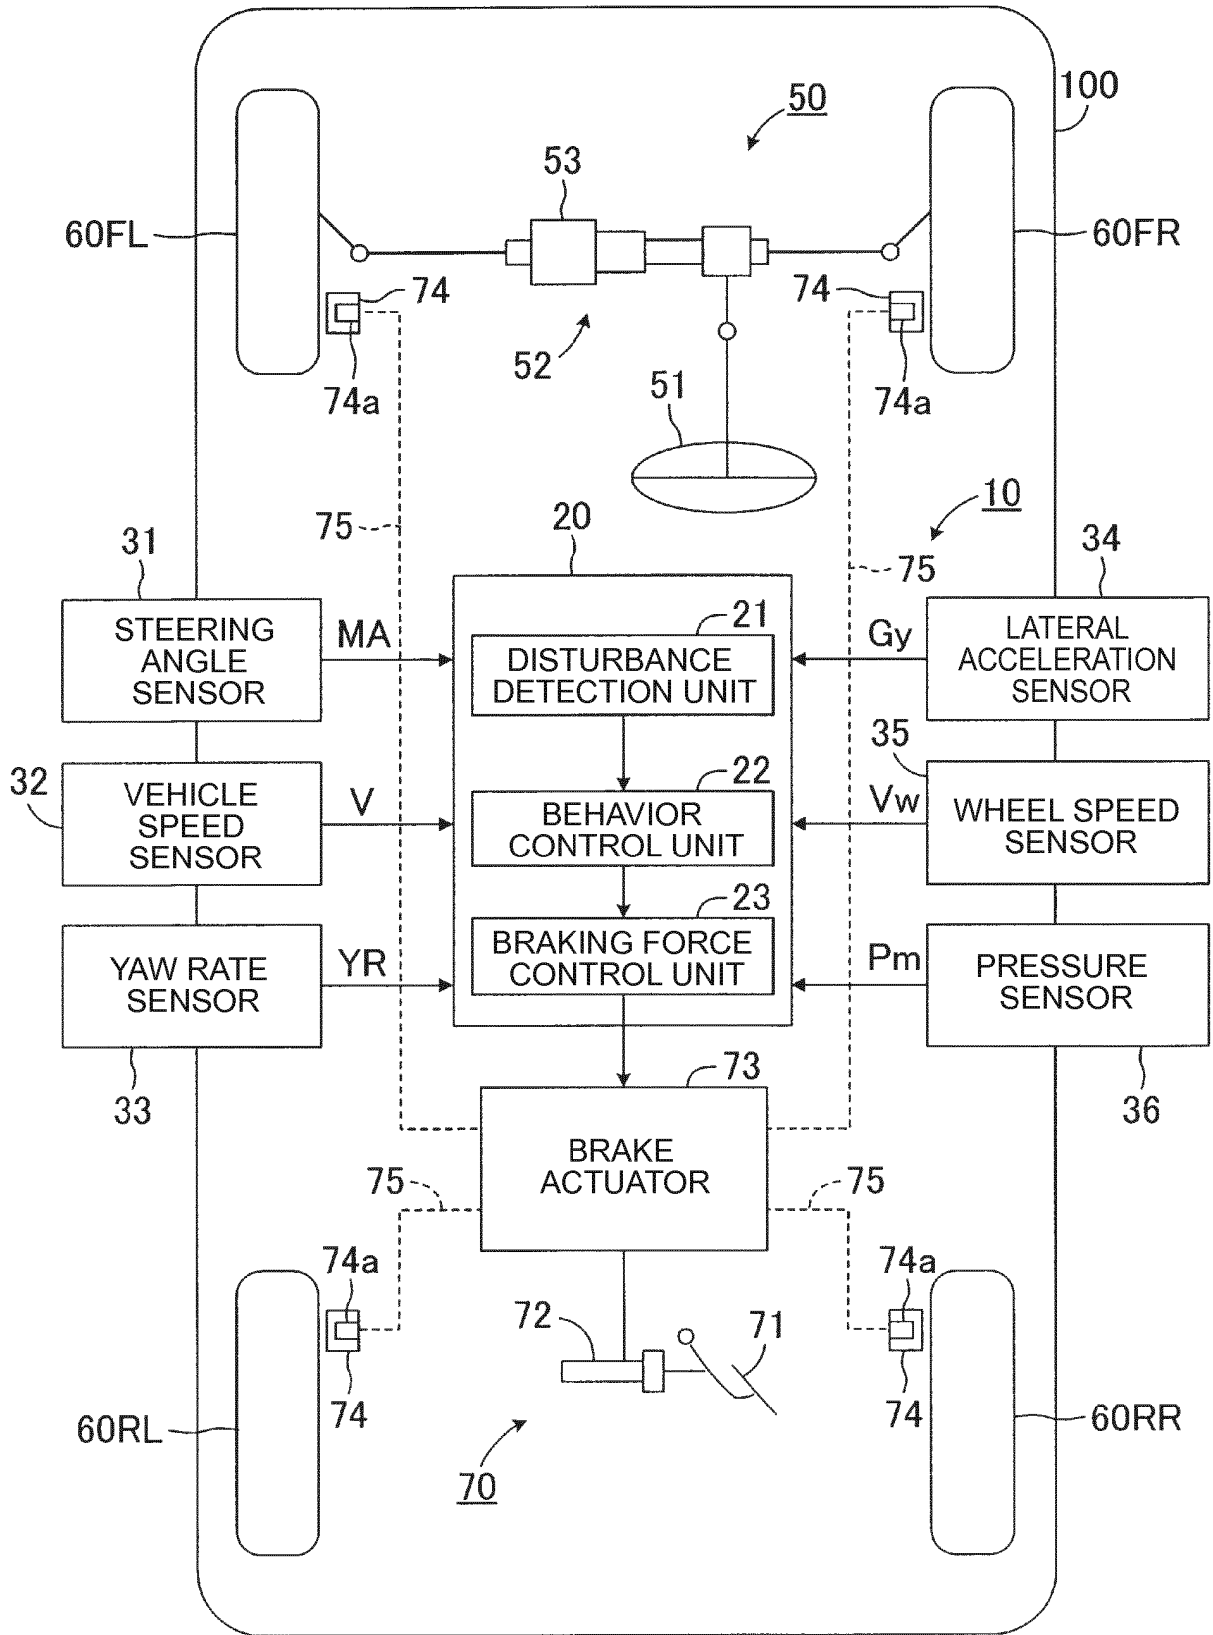 100
50
53
60FL
60FR
74
74
52
74a
74a
51
10
75
20
75
31
34
STEERING
ANGLE
SENSOR
MA
21
DISTURBANCE
DETECTION UNIT
Gy
LATERAL
ACCELERATION
SENSOR
32
35
VEHICLE
SPEED
SENSOR
V
22
BEHAVIOR
CONTROL UNIT
Vw
WHEEL SPEED
SENSOR
YAW RATE
SENSOR
YR
23
BRAKING FORCE
CONTROL UNIT
Pm
PRESSURE
SENSOR
33
73
36
BRAKE
ACTUATOR
75
75
74a
74a
72
71
74
74
60RL
60RR
70